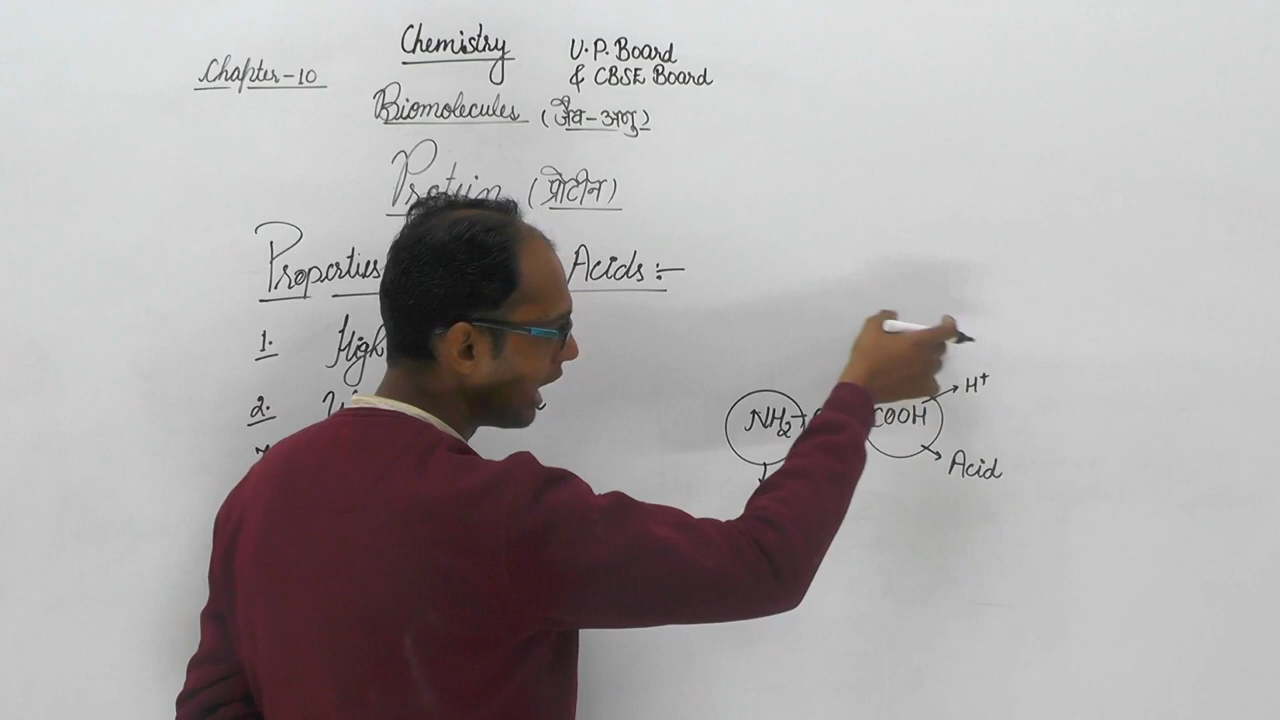 Chemistry
U.P. Board
& CBSE Board
Chapter-10
Biomolecules (जैव-अणु)
Protein (प्रोटीन)
Properties Acids :-
1. High
2.
NH2 COOH H+
Acid